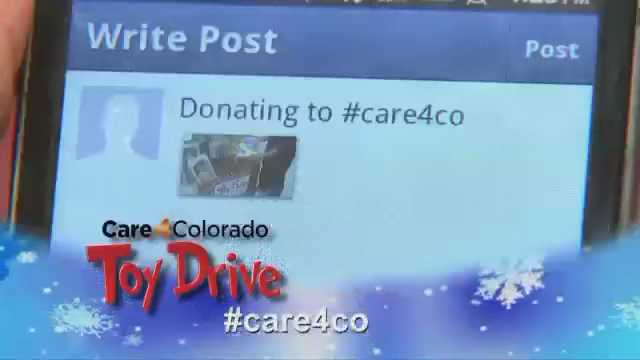 Write Post
Post
Donating to #care4co
Care4Colorado
Toy Drive
#care4co